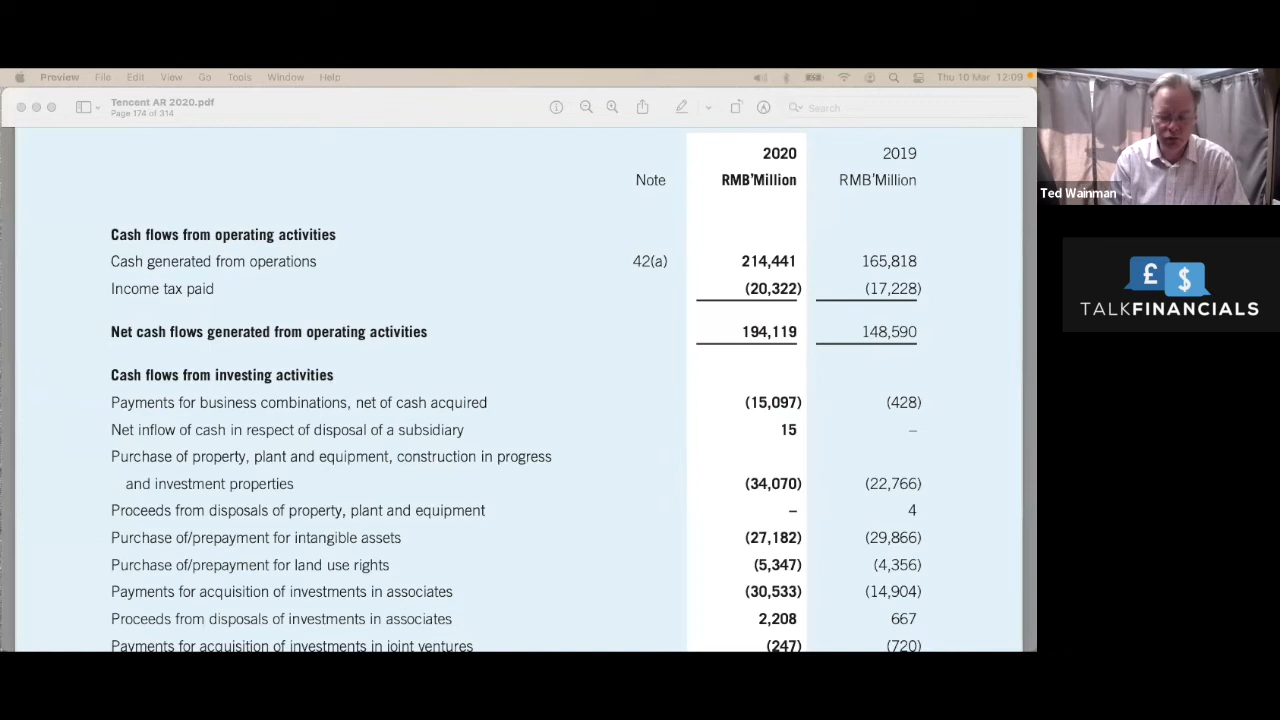 Preview File Edit View Go Tools Window Help Thu 10 Mar 12:09
Tencent AR 2020.pdf
Page 174 of 314
Search
2020 2019
Note RMB'Million RMB'Million
Cash flows from operating activities
Cash generated from operations 42(a) 214,441 165,818
Income tax paid (20,322) (17,228)
Net cash flows generated from operating activities 194,119 148,590
Cash flows from investing activities
Payments for business combinations, net of cash acquired (15,097) (428)
Net inflow of cash in respect of disposal of a subsidiary 15 –
Purchase of property, plant and equipment, construction in progress
and investment properties (34,070) (22,766)
Proceeds from disposals of property, plant and equipment – 4
Purchase of/prepayment for intangible assets (27,182) (29,866)
Purchase of/prepayment for land use rights (5,347) (4,356)
Payments for acquisition of investments in associates (30,533) (14,904)
Proceeds from disposals of investments in associates 2,208 667
Payments for acquisition of investments in joint ventures (247) (720)
Ted Wainman
£ $
TALKFINANCIALS